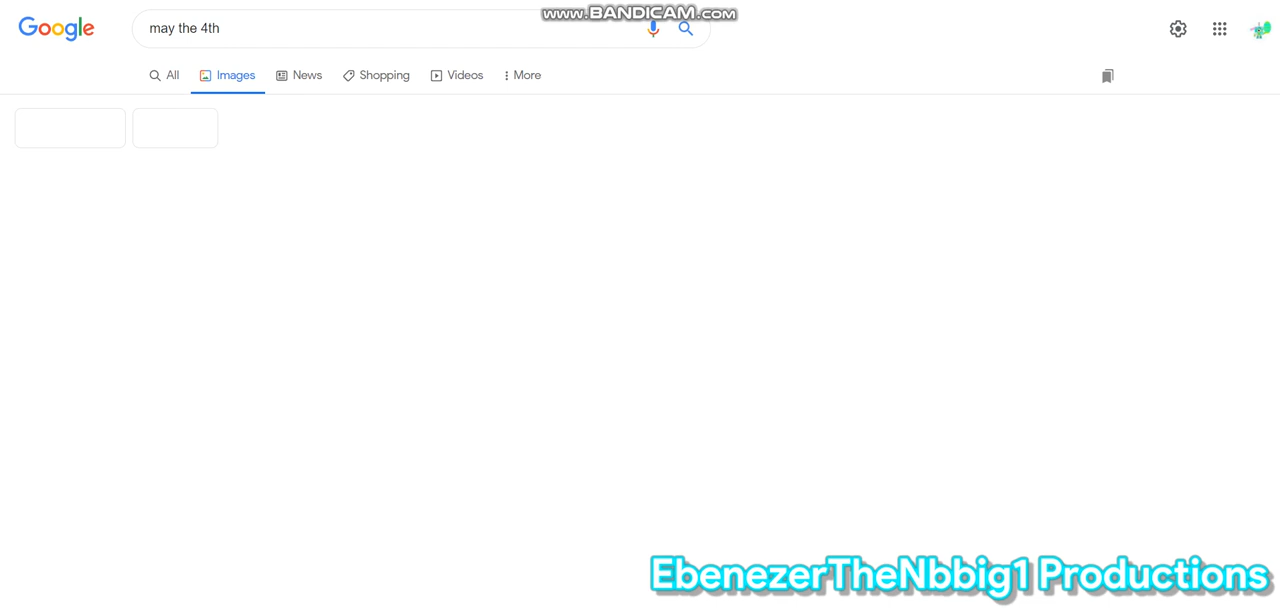 www.BANDICAM.com
Google
may the 4th
All
Images
News
Shopping
Videos
More
EbenezerTheNbbig1 Productions